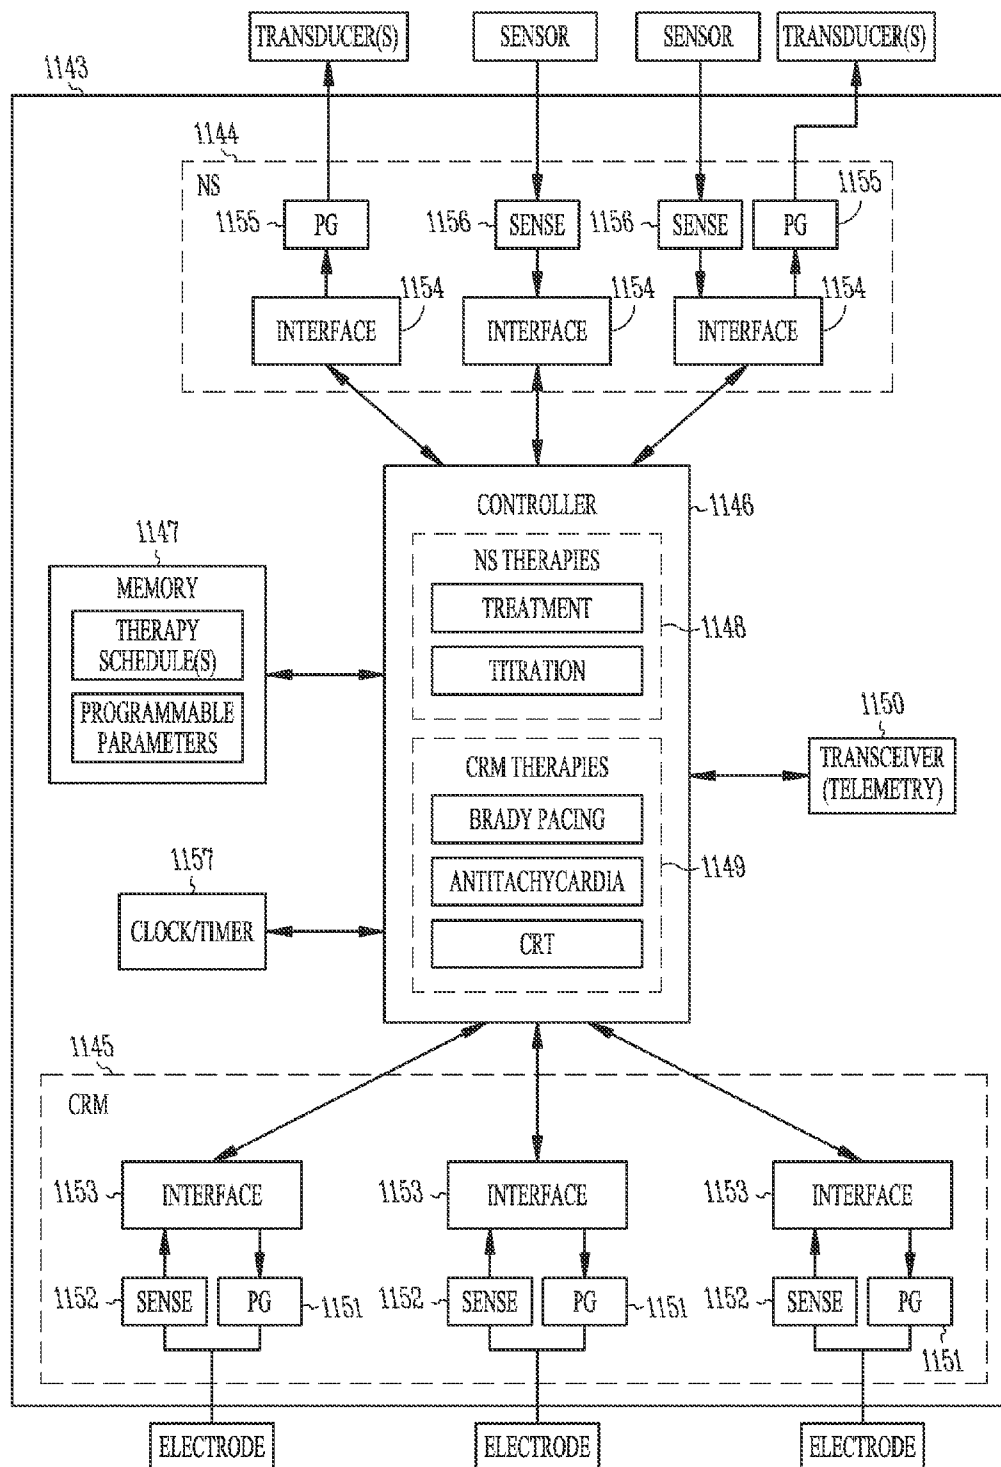 TRANSDUCER(S)
SENSOR
SENSOR
TRANSDUCER(S)
1143
1144
NS
1155
PG
1156
SENSE
1156
SENSE
PG
1155
INTERFACE
1154
INTERFACE
1154
INTERFACE
1154
CONTROLLER
1146
NS THERAPIES
TREATMENT
TITRATION
1148
1147
MEMORY
THERAPY
SCHEDULE(S)
PROGRAMMABLE
PARAMETERS
CRM THERAPIES
BRADY PACING
ANTITACHYCARDIA
CRT
1149
1150
TRANSCEIVER
(TELEMETRY)
1157
CLOCK/TIMER
1145
CRM
1153
INTERFACE
1153
INTERFACE
1153
INTERFACE
1152
SENSE
PG
1151
1152
SENSE
PG
1151
1152
SENSE
PG
1151
ELECTRODE
ELECTRODE
ELECTRODE